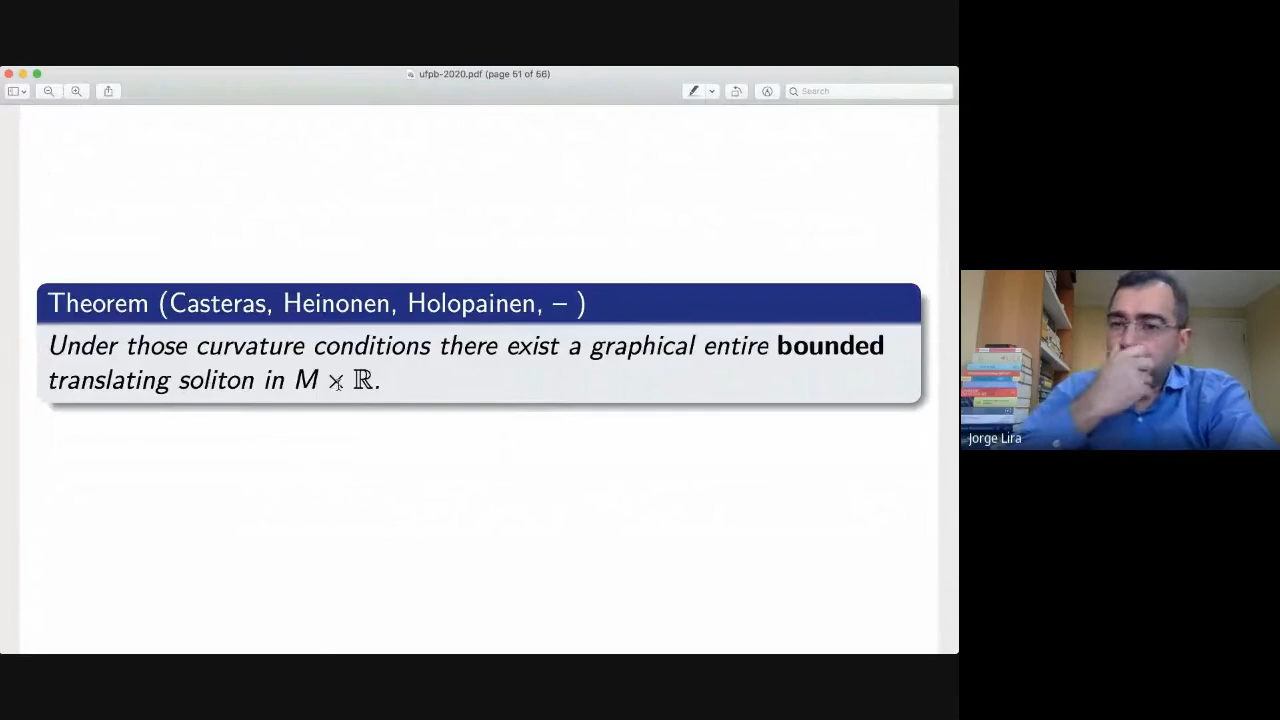 ufpb-2020.pdf (page 51 of 56)
Search
Theorem (Casteras, Heinonen, Holopainen, – )
Under those curvature conditions there exist a graphical entire bounded
translating soliton in M × ℝ.
Jorge Lira